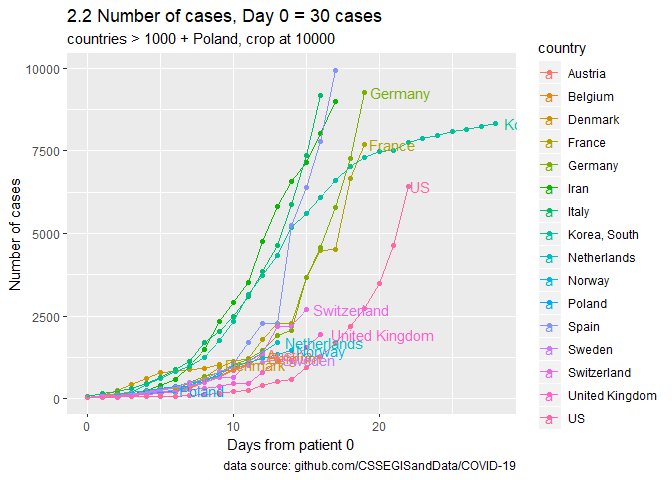 2.2 Number of cases, Day 0 = 30 cases
countries > 1000 + Poland, crop at 10000
Number of cases
10000
7500
5000
2500
0
0
10
20
Days from patient 0
Germany
Ko
France
US
Switzerland
United Kingdom
Netherlands
Norway
Sweden
Denmark
Poland
country
a Austria
a Belgium
a Denmark
a France
a Germany
a Iran
a Italy
a Korea, South
a Netherlands
a Norway
a Poland
a Spain
a Sweden
a Switzerland
a United Kingdom
a US
data source: github.com/CSSEGISandData/COVID-19